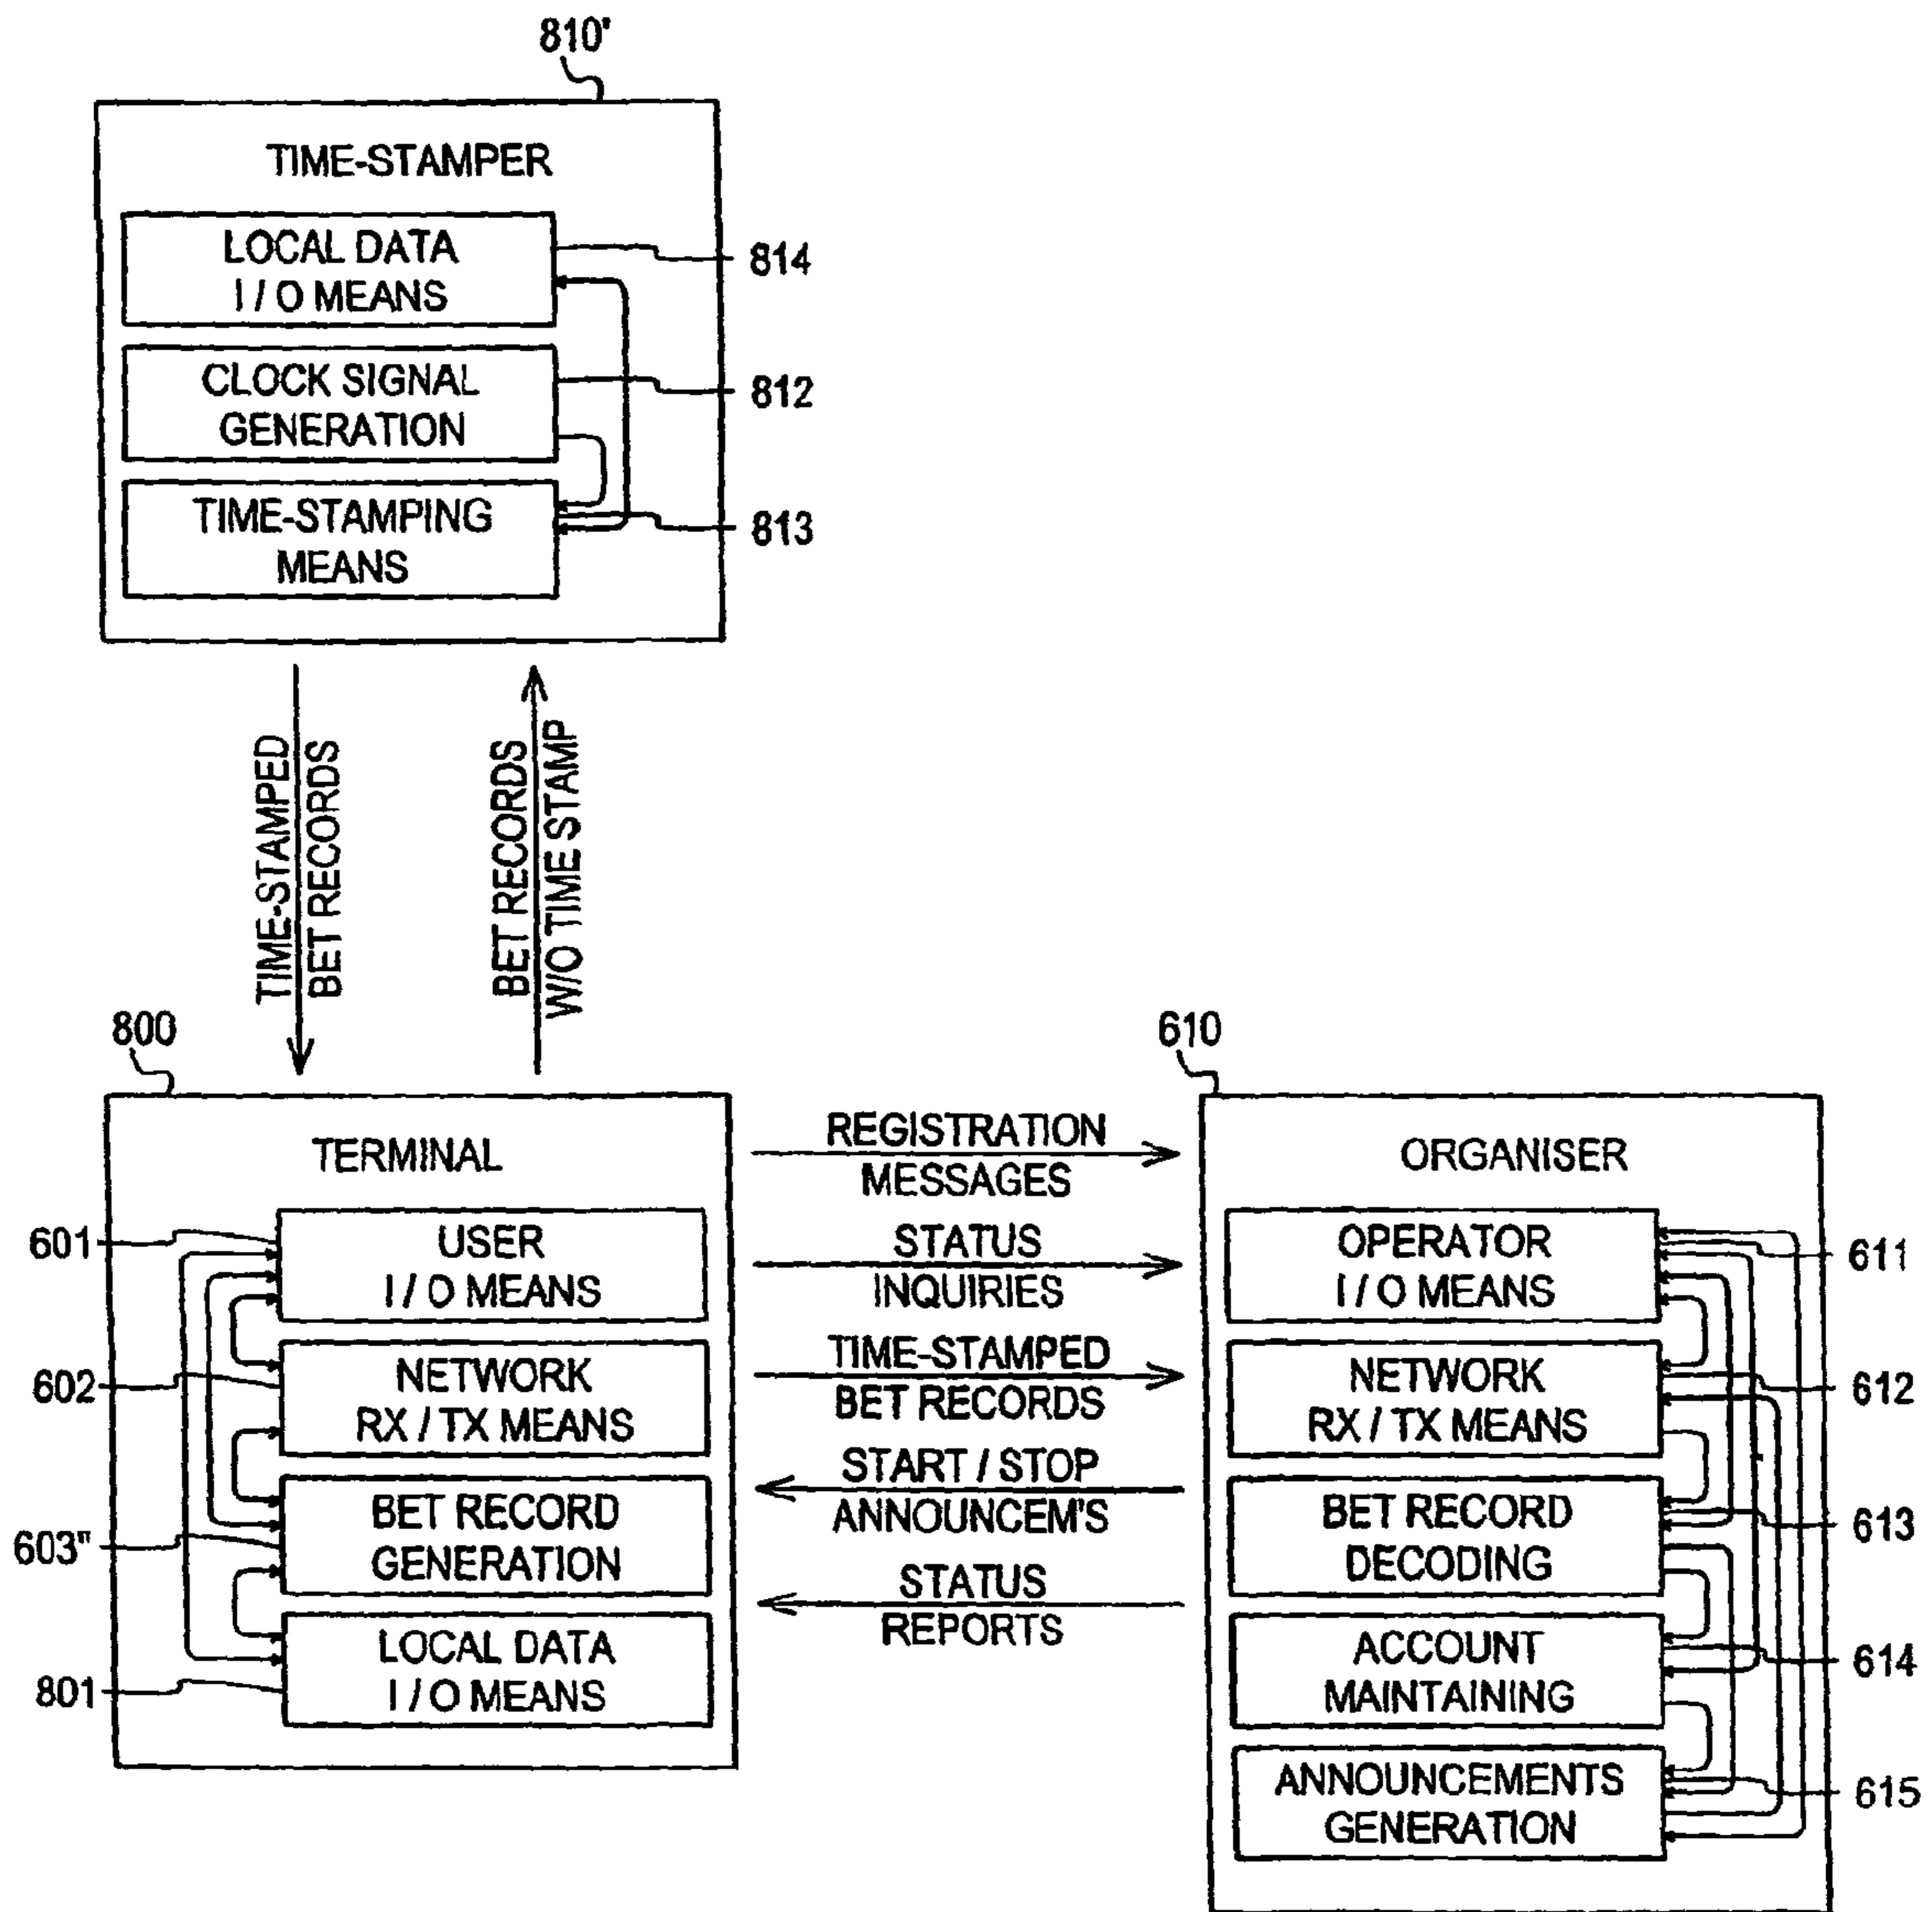 810'
TIME-STAMPER
LOCAL DATA
I / O MEANS
814
CLOCK SIGNAL
GENERATION
812
TIME-STAMPING
MEANS
813
TIME-STAMPED
BET RECORDS
BET RECORDS
W/O TIME STAMP
800
TERMINAL
601
USER
I / O MEANS
602
NETWORK
RX / TX MEANS
603"
BET RECORD
GENERATION
801
LOCAL DATA
I / O MEANS
REGISTRATION
MESSAGES
STATUS
INQUIRIES
TIME-STAMPED
BET RECORDS
START / STOP
ANNOUNCEM'S
STATUS
REPORTS
610
ORGANISER
OPERATOR
I / O MEANS
611
NETWORK
RX / TX MEANS
612
BET RECORD
DECODING
613
ACCOUNT
MAINTAINING
614
ANNOUNCEMENTS
GENERATION
615